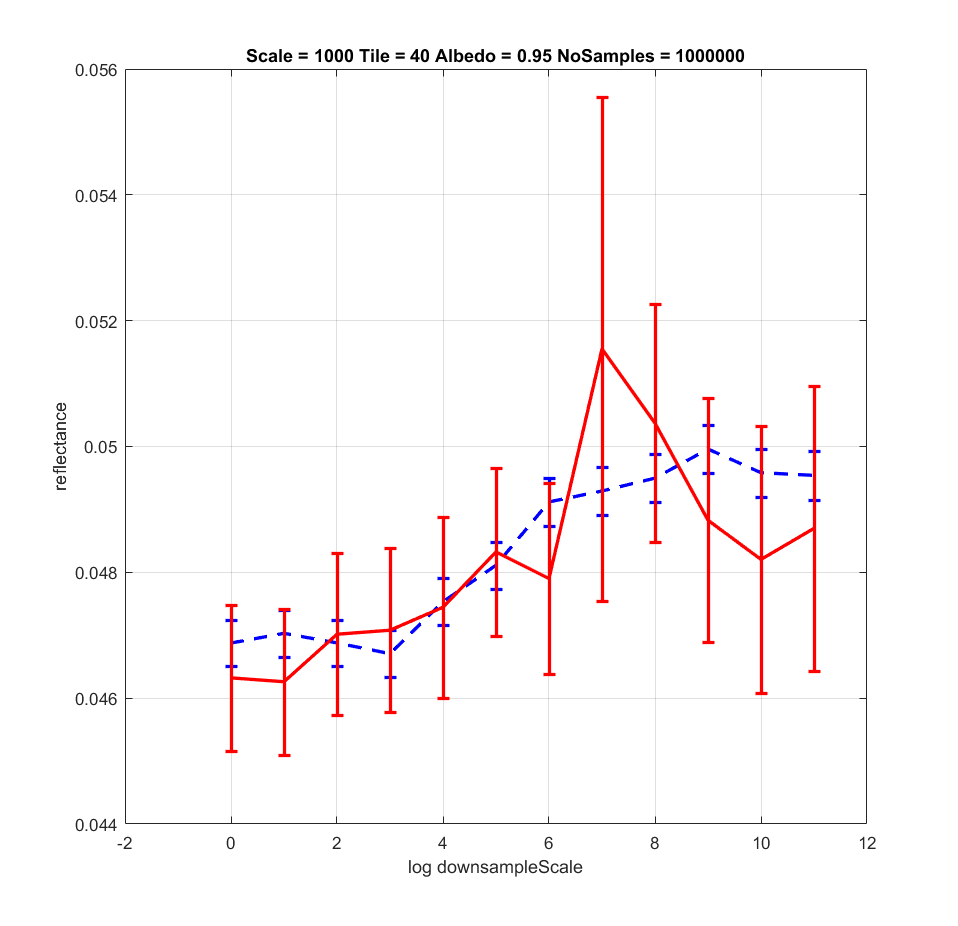 Scale = 1000 Tile = 40 Albedo = 0.95 NoSamples = 1000000
0.056
0.054
0.052
0.05
0.048
0.046
0.044
reflectance
-2 0 2 4 6 8 10 12
log downsampleScale